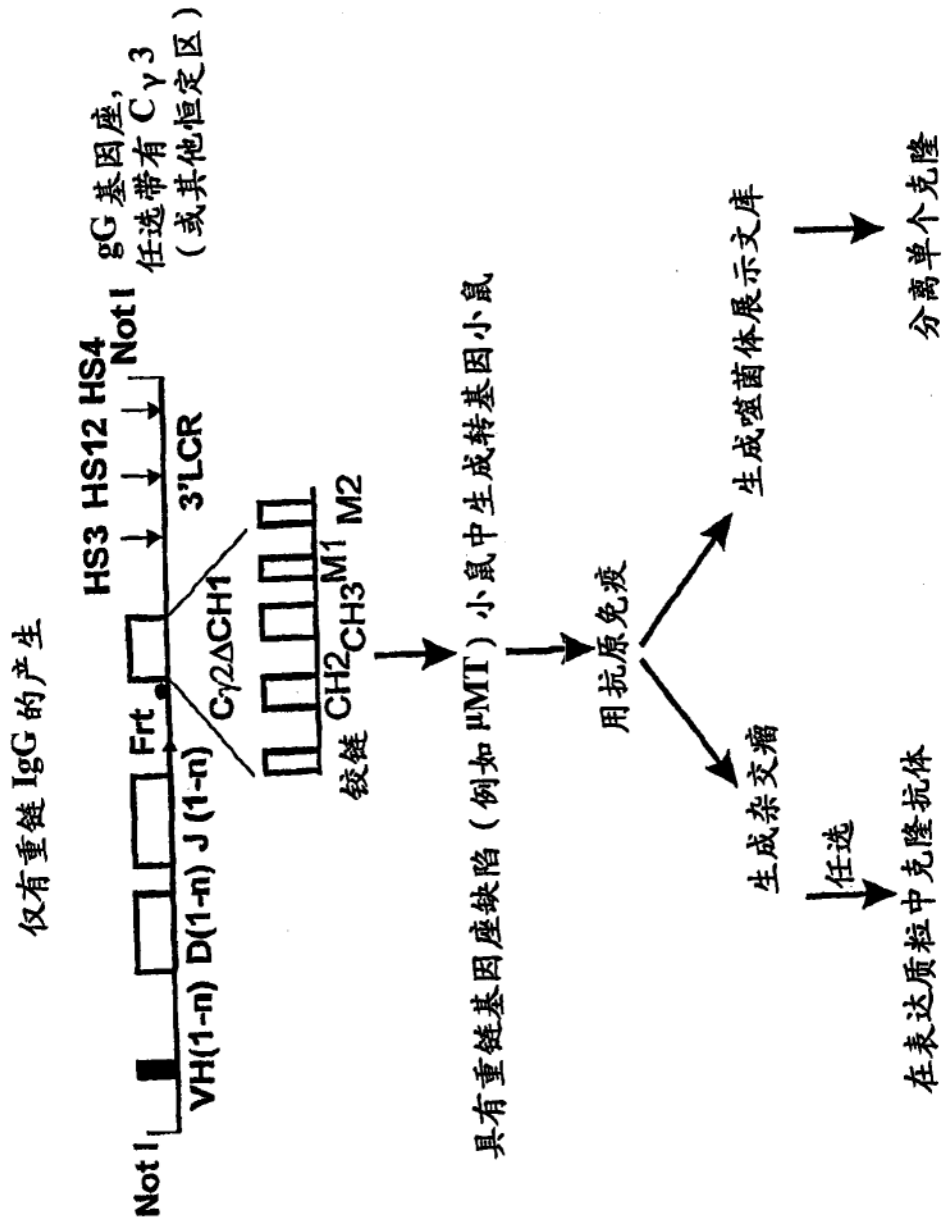 仅有重链 IgG 的产生
HS3 HS12 HS4
Not I
Not I
gG 基因座,
任选带有 Cγ3
(或其他恒定区)
Frt
VH(1-n) D(1-n) J (1-n)
3'LCR
Cγ2ΔCH1
铰链
CH2
CH3
M1
M2
具有重链基因座缺陷(例如 μMT)小鼠中生成转基因小鼠
用抗原免疫
生成杂交瘤
生成噬菌体展示文库
任选
在表达质粒中克隆抗体
分离单个克隆